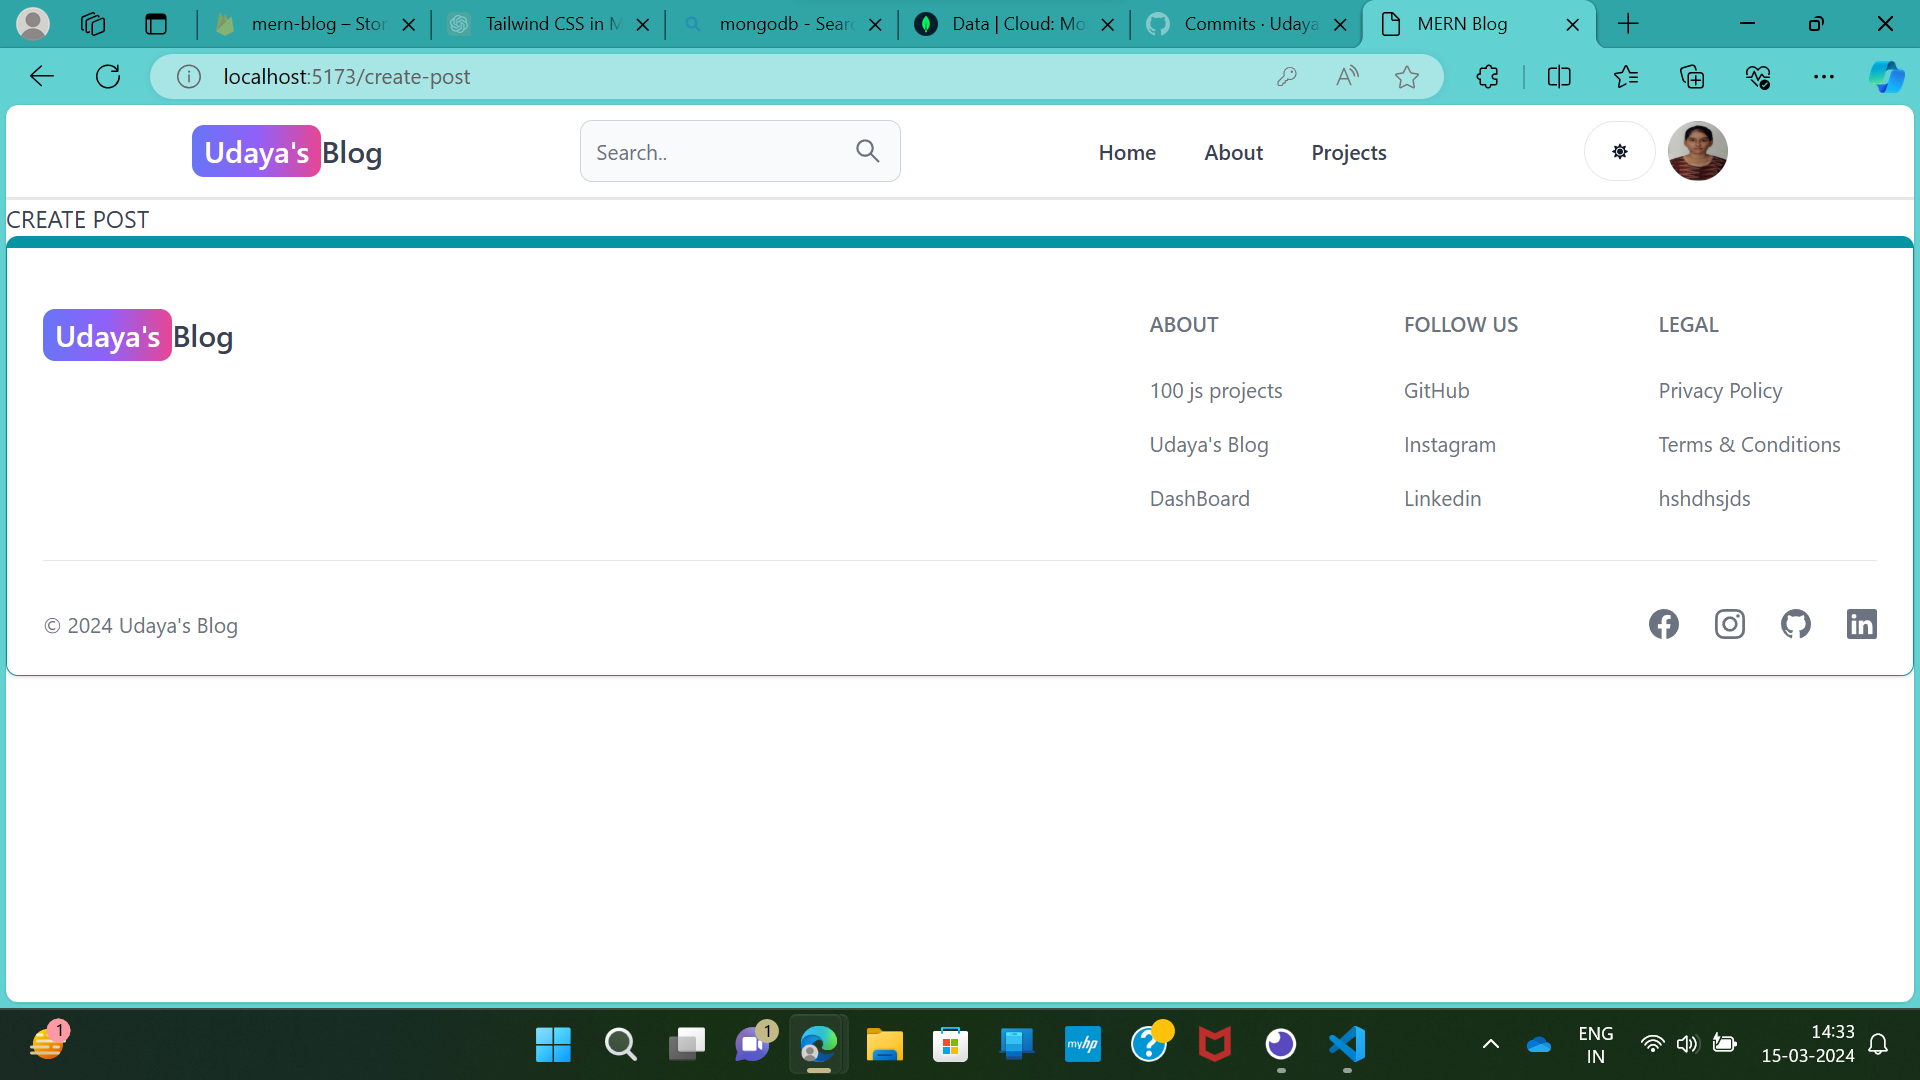 mern-blog – Stor
Tailwind CSS in M
mongodb - Searc
Data | Cloud: Mo
Commits · Udaya
MERN Blog
localhost:5173/create-post
Udaya's Blog
Search..
Home
About
Projects
CREATE POST
Udaya's Blog
ABOUT
FOLLOW US
LEGAL
100 js projects
GitHub
Privacy Policy
Udaya's Blog
Instagram
Terms & Conditions
DashBoard
Linkedin
hshdhsjds
© 2024 Udaya's Blog
1
1
myhp
ENG
IN
14:33
15-03-2024